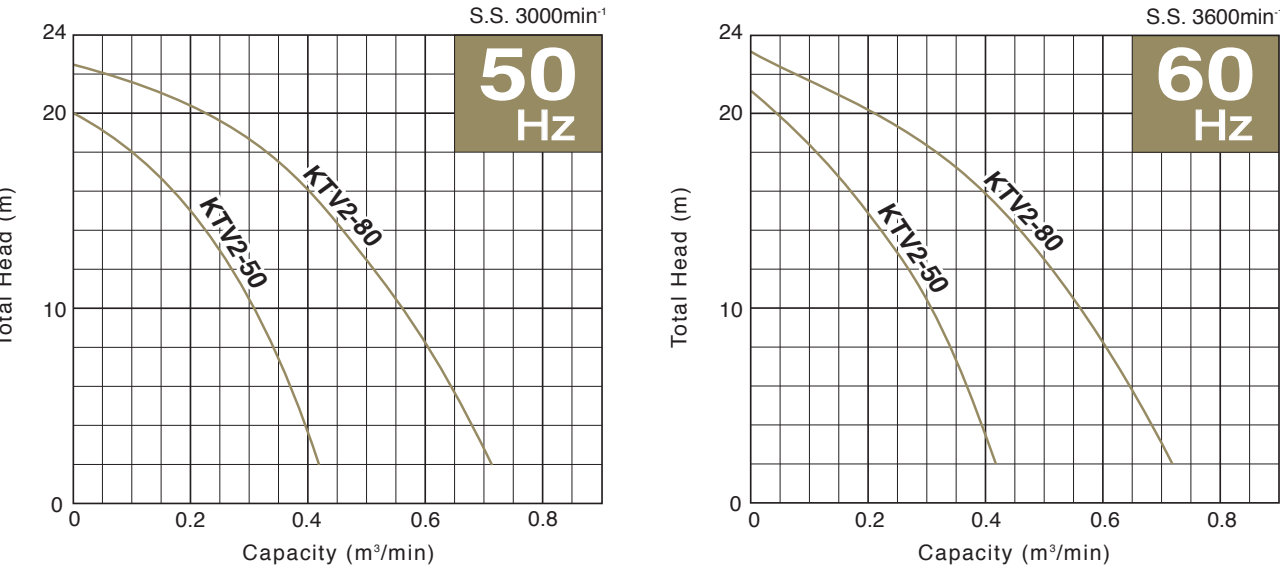 S.S. 3000min-1
24
50
Hz
20
10
0
KTV2-80
KTV2-50
Total Head (m)
0 0.2 0.4 0.6 0.8
Capacity (m³/min)
S.S. 3600min-1
24
60
Hz
20
10
0
KTV2-80
KTV2-50
Total Head (m)
0 0.2 0.4 0.6 0.8
Capacity (m³/min)